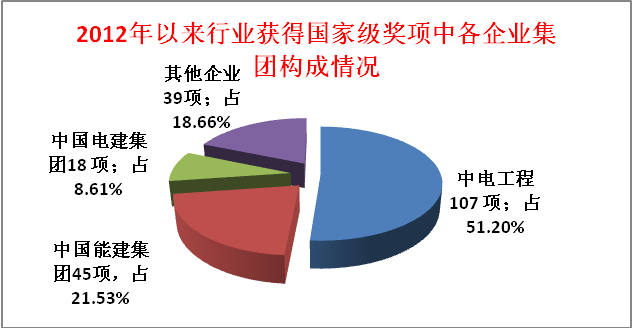 2012年以来行业获得国家级奖项中各企业集
团构成情况
其他企业
39项；占
18.66%
中国电建集
团18 项；占
8.61%
中电工程
107 项；占
51.20%
中国能建集
团45项，占
21.53%